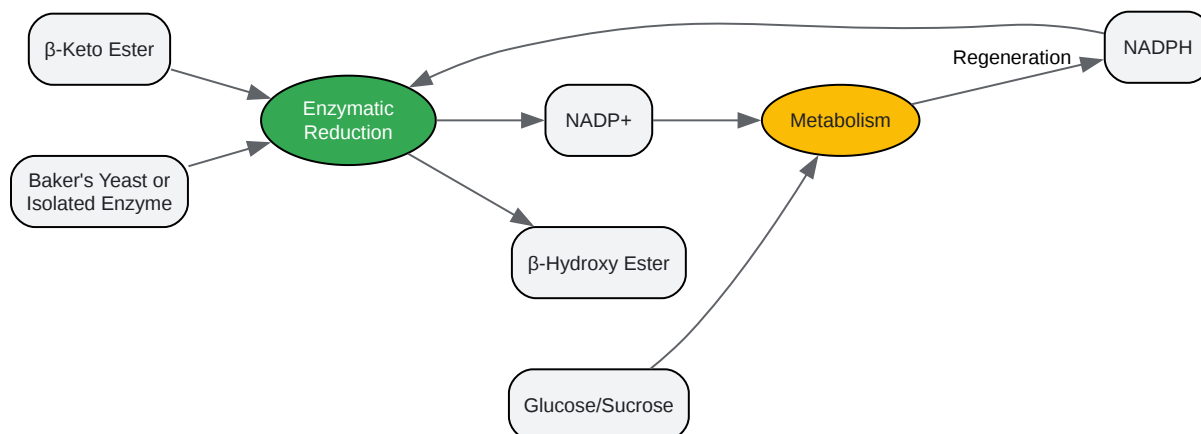 β-Keto Ester
Baker's Yeast or
Isolated Enzyme
Enzymatic
Reduction
NADP+
β-Hydroxy Ester
Glucose/Sucrose
Metabolism
Regeneration
NADPH